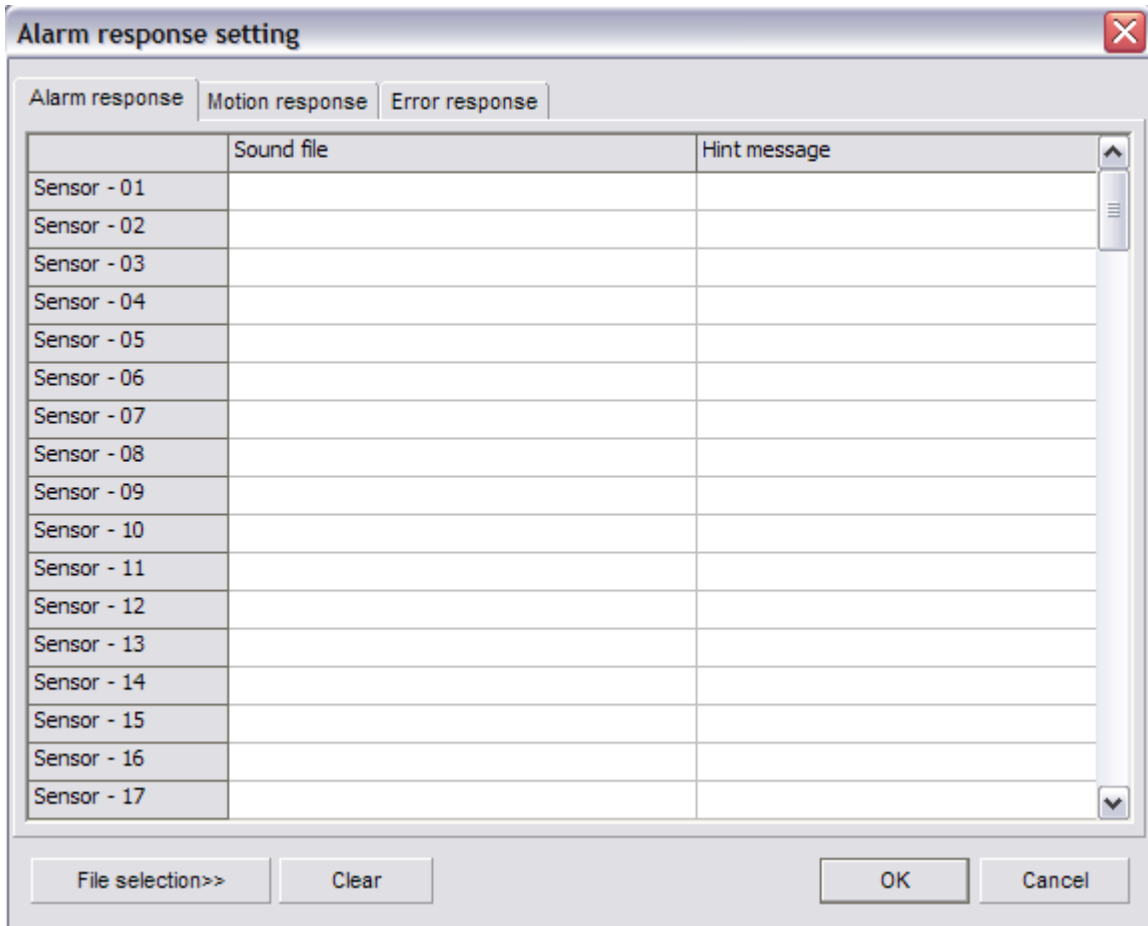 Alarm response setting
Alarm response Motion response Error response
Sound file Hint message
Sensor - 01
Sensor - 02
Sensor - 03
Sensor - 04
Sensor - 05
Sensor - 06
Sensor - 07
Sensor - 08
Sensor - 09
Sensor - 10
Sensor - 11
Sensor - 12
Sensor - 13
Sensor - 14
Sensor - 15
Sensor - 16
Sensor - 17
File selection>> Clear OK Cancel